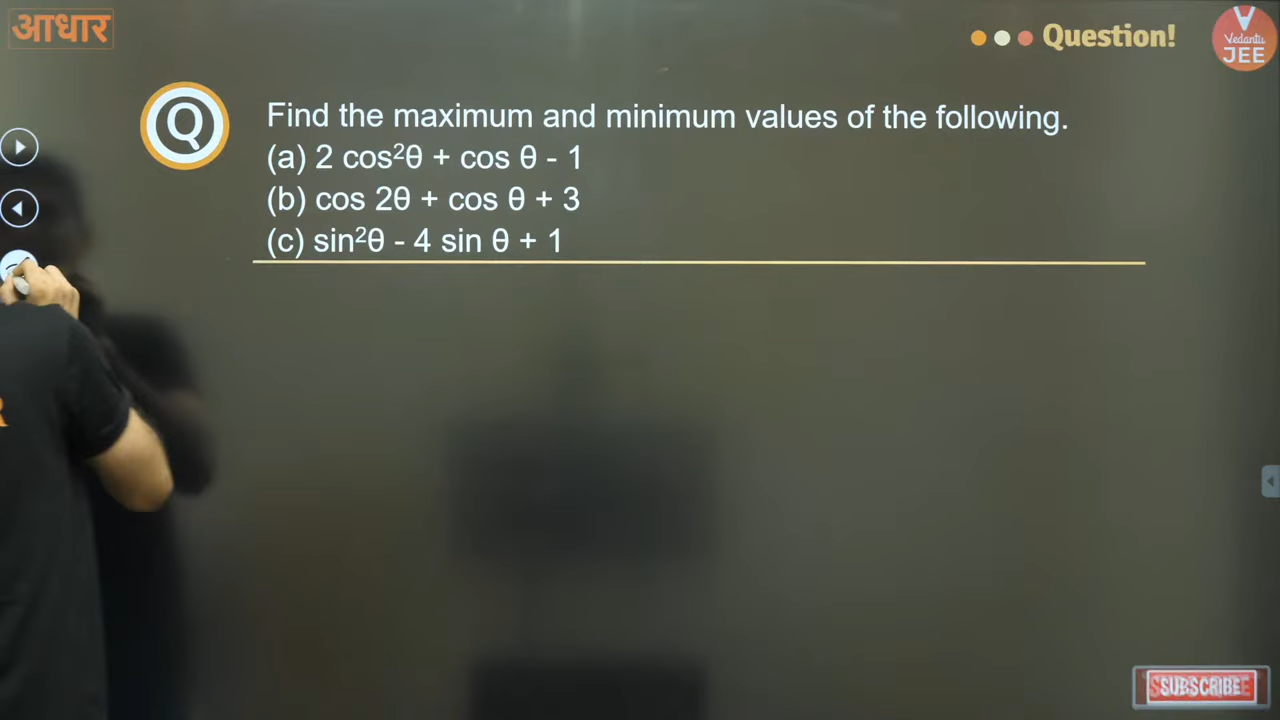 आधार
Question!
Vedantu
JEE
Q
Find the maximum and minimum values of the following.
(a) 2 cos²θ + cos θ - 1
(b) cos 2θ + cos θ + 3
(c) sin²θ - 4 sin θ + 1
R
SUBSCRIBE